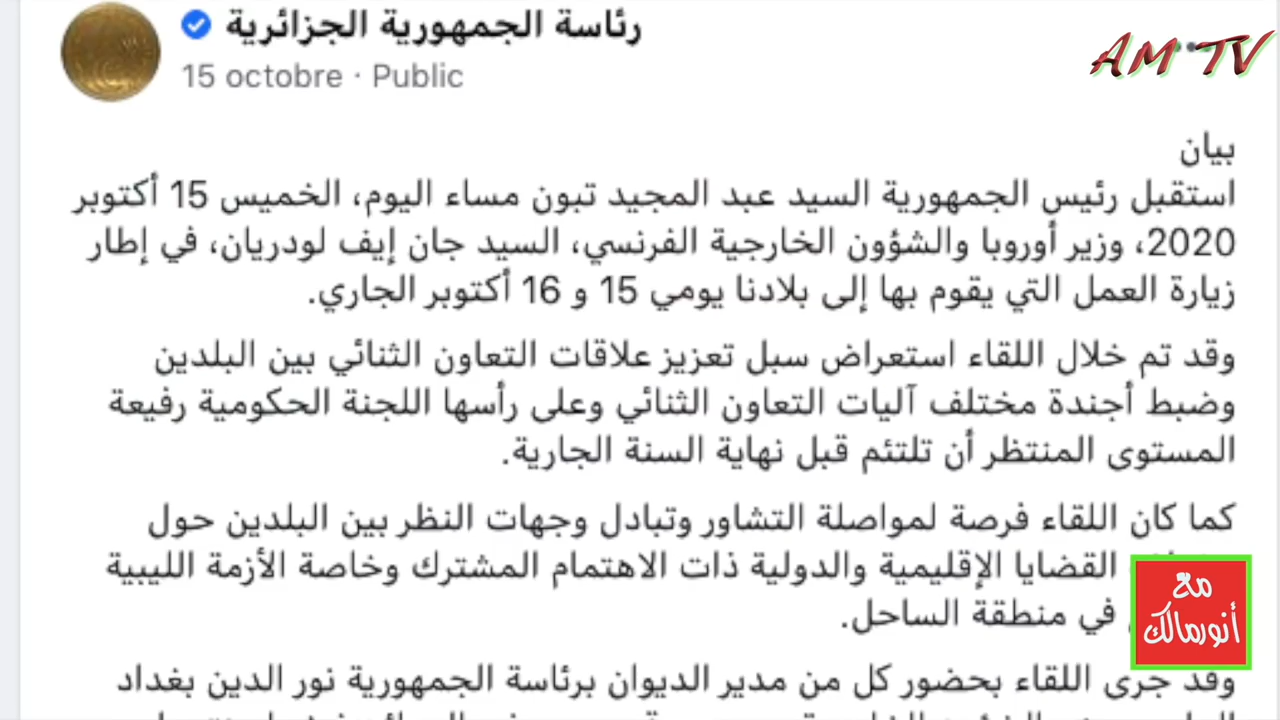 رئاسة الجمهورية الجزائرية
15 octobre · Public
AM TV
بيان
استقبل رئيس الجمهورية السيد عبد المجيد تبون مساء اليوم، الخميس 15 أكتوبر
2020، وزير أوروبا والشؤون الخارجية الفرنسي، السيد جان إيف لودريان، في إطار
زيارة العمل التي يقوم بها إلى بلادنا يومي 15 و 16 أكتوبر الجاري.
وقد تم خلال اللقاء استعراض سبل تعزيز علاقات التعاون الثنائي بين البلدين
وضبط أجندة مختلف آليات التعاون الثنائي وعلى رأسها اللجنة الحكومية رفيعة
المستوى المنتظر أن تلتئم قبل نهاية السنة الجارية.
كما كان اللقاء فرصة لمواصلة التشاور وتبادل وجهات النظر بين البلدين حول
القضايا الإقليمية والدولية ذات الاهتمام المشترك وخاصة الأزمة الليبية
في منطقة الساحل.
مع
أنورمالك
وقد جرى اللقاء بحضور كل من مدير الديوان برئاسة الجمهورية نور الدين بغداد